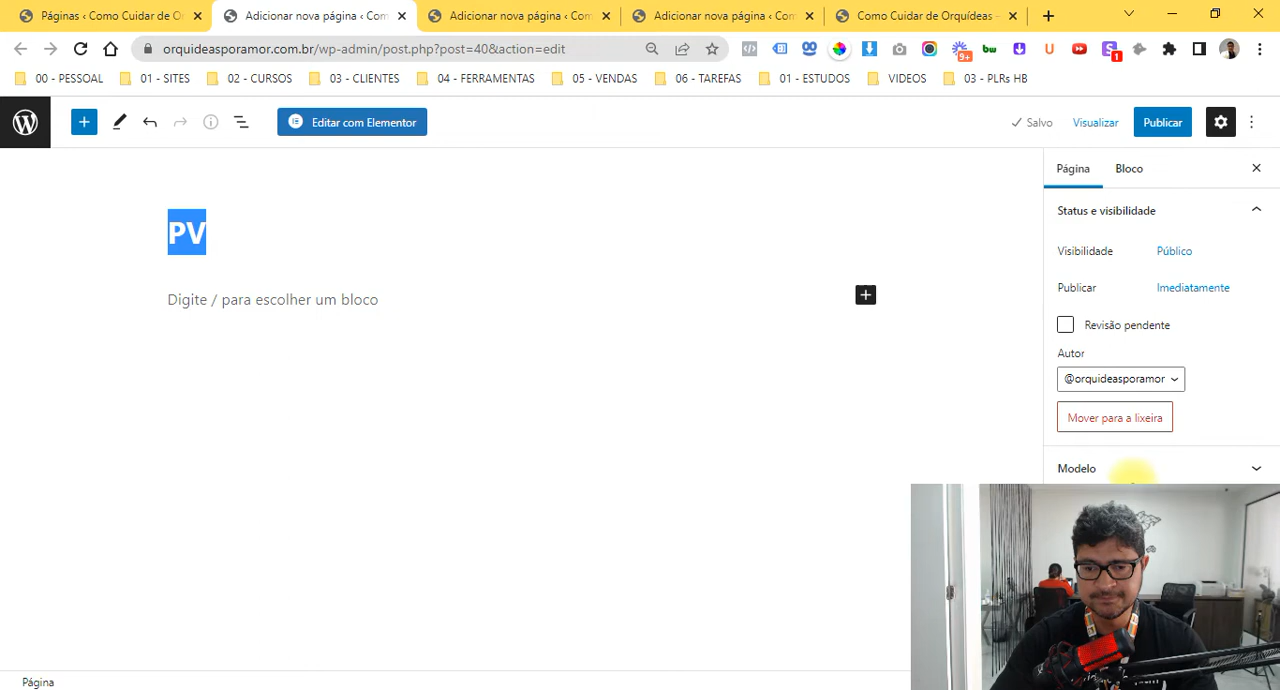 Páginas ‹ Como Cuidar de O
Adicionar nova página ‹ Com
Adicionar nova página ‹ Com
Adicionar nova página ‹ Com
Como Cuidar de Orquídeas -
orquideasporamor.com.br/wp-admin/post.php?post=40&action=edit
9+
bw
U
S
1
00 - PESSOAL
01 - SITES
02 - CURSOS
03 - CLIENTES
04 - FERRAMENTAS
05 - VENDAS
06 - TAREFAS
01 - ESTUDOS
VIDEOS
03 - PLRs HB
Editar com Elementor
Salvo
Visualizar
Publicar
Página
Bloco
PV
Digite / para escolher um bloco
Status e visibilidade
Visibilidade
Público
Publicar
Imediatamente
Revisão pendente
Autor
@orquideasporamor
Mover para a lixeira
Modelo
Página